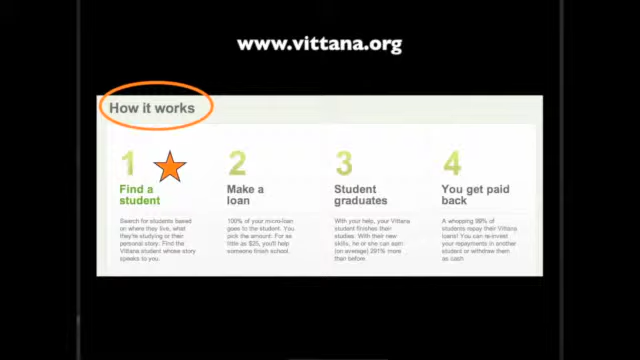 www.vittana.org
How it works
1
Find a
student
Search for students based
on where they live, what
they're studying or their
personal story. Find the
Vittana student whose story
speaks to you.
2
Make a
loan
100% of your micro-loan
goes to the student. You
pick the amount. For as
little as $25, you'll help
someone finish school.
3
Student
graduates
With your help, your Vittana
student finishes their
studies. With their new
skills, he or she can earn
(on average) 291% more
than before.
4
You get paid
back
A whopping 99% of
students repay their Vittana
loans! You can re-invest
your repayments in another
student or withdraw them
as cash